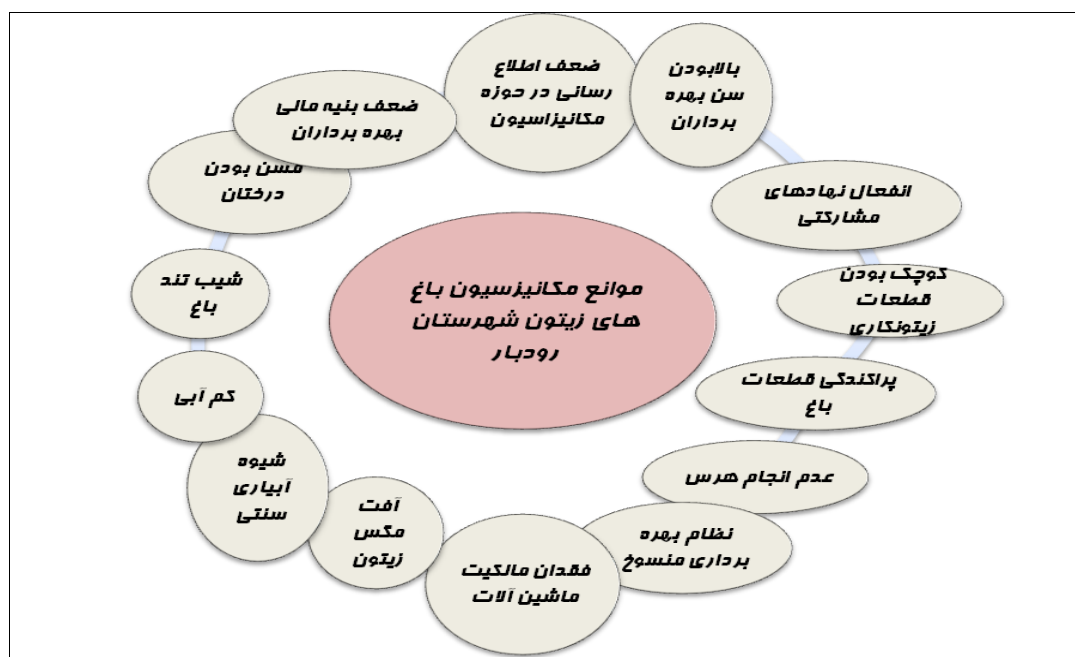 ضعف اطلاع
رسانی در حوزه
مکانیزاسیون
بالابودن
سن بهره
برداران
انفعال نهادهای
مشارکتی
کوچک بودن
قطعات
زیتونکاری
پراکندگی قطعات
باغ
عدم انجام هرس
نظام بهره
برداری منسوخ
فقدان مالکیت
ماشین آلات
آفت
مگس
زیتون
شیوه
آبیاری
سنتی
کم آبی
شیب تند
باغ
مسن بودن
درختان
ضعف بنیه مالی
بهره برداران
موانع مکانیزسیون باغ
های زیتون شهرستان
رودبار